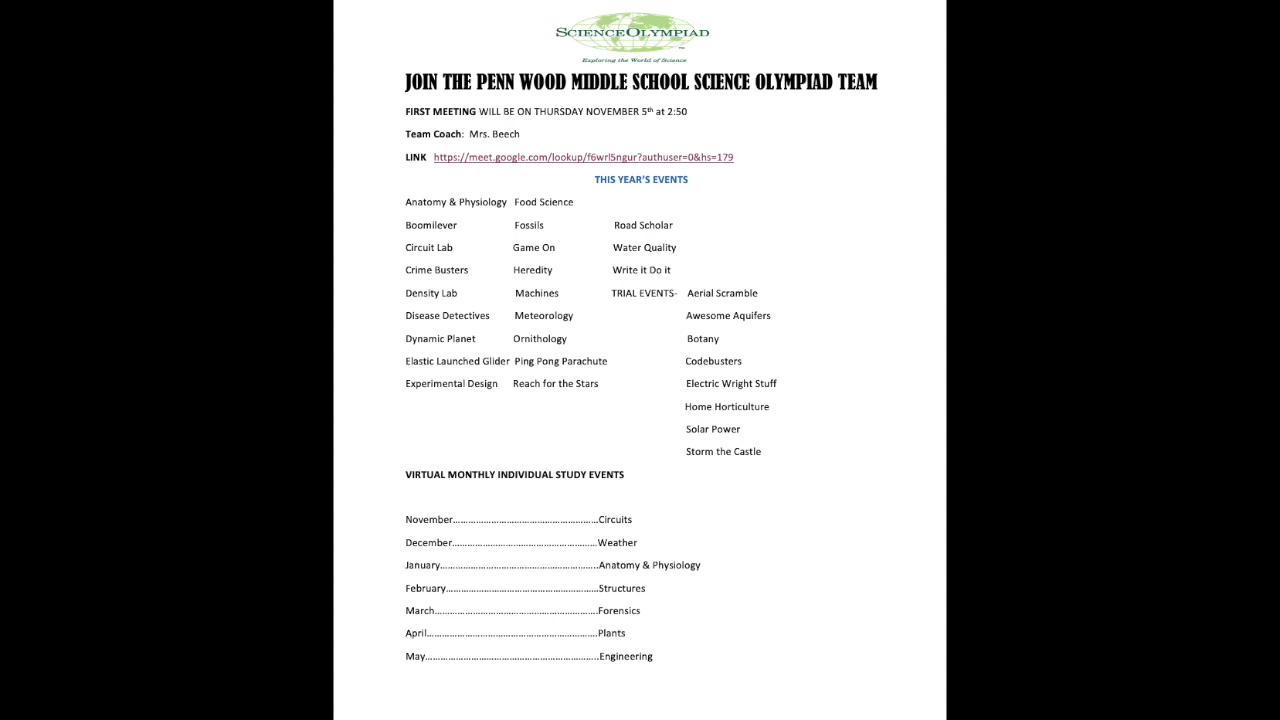 SCIENCEOLYMPIAD
™
Exploring the World of Science
JOIN THE PENN WOOD MIDDLE SCHOOL SCIENCE OLYMPIAD TEAM
FIRST MEETING WILL BE ON THURSDAY NOVEMBER 5th at 2:50
Team Coach: Mrs. Beech
LINK https://meet.google.com/lookup/f6wrl5ngur?authuser=0&hs=179
THIS YEAR'S EVENTS
Anatomy & Physiology Food Science
Boomilever Fossils Road Scholar
Circuit Lab Game On Water Quality
Crime Busters Heredity Write it Do it
Density Lab Machines TRIAL EVENTS- Aerial Scramble
Disease Detectives Meteorology Awesome Aquifers
Dynamic Planet Ornithology Botany
Elastic Launched Glider Ping Pong Parachute Codebusters
Experimental Design Reach for the Stars Electric Wright Stuff
Home Horticulture
Solar Power
Storm the Castle
VIRTUAL MONTHLY INDIVIDUAL STUDY EVENTS
November…………………………………………………Circuits
December…………………………………………………Weather
January……………………………………………………..Anatomy & Physiology
February……………………………………………………Structures
March……………………………………………………….Forensics
April………………………………………………………….Plants
May…………………………………………………………..Engineering